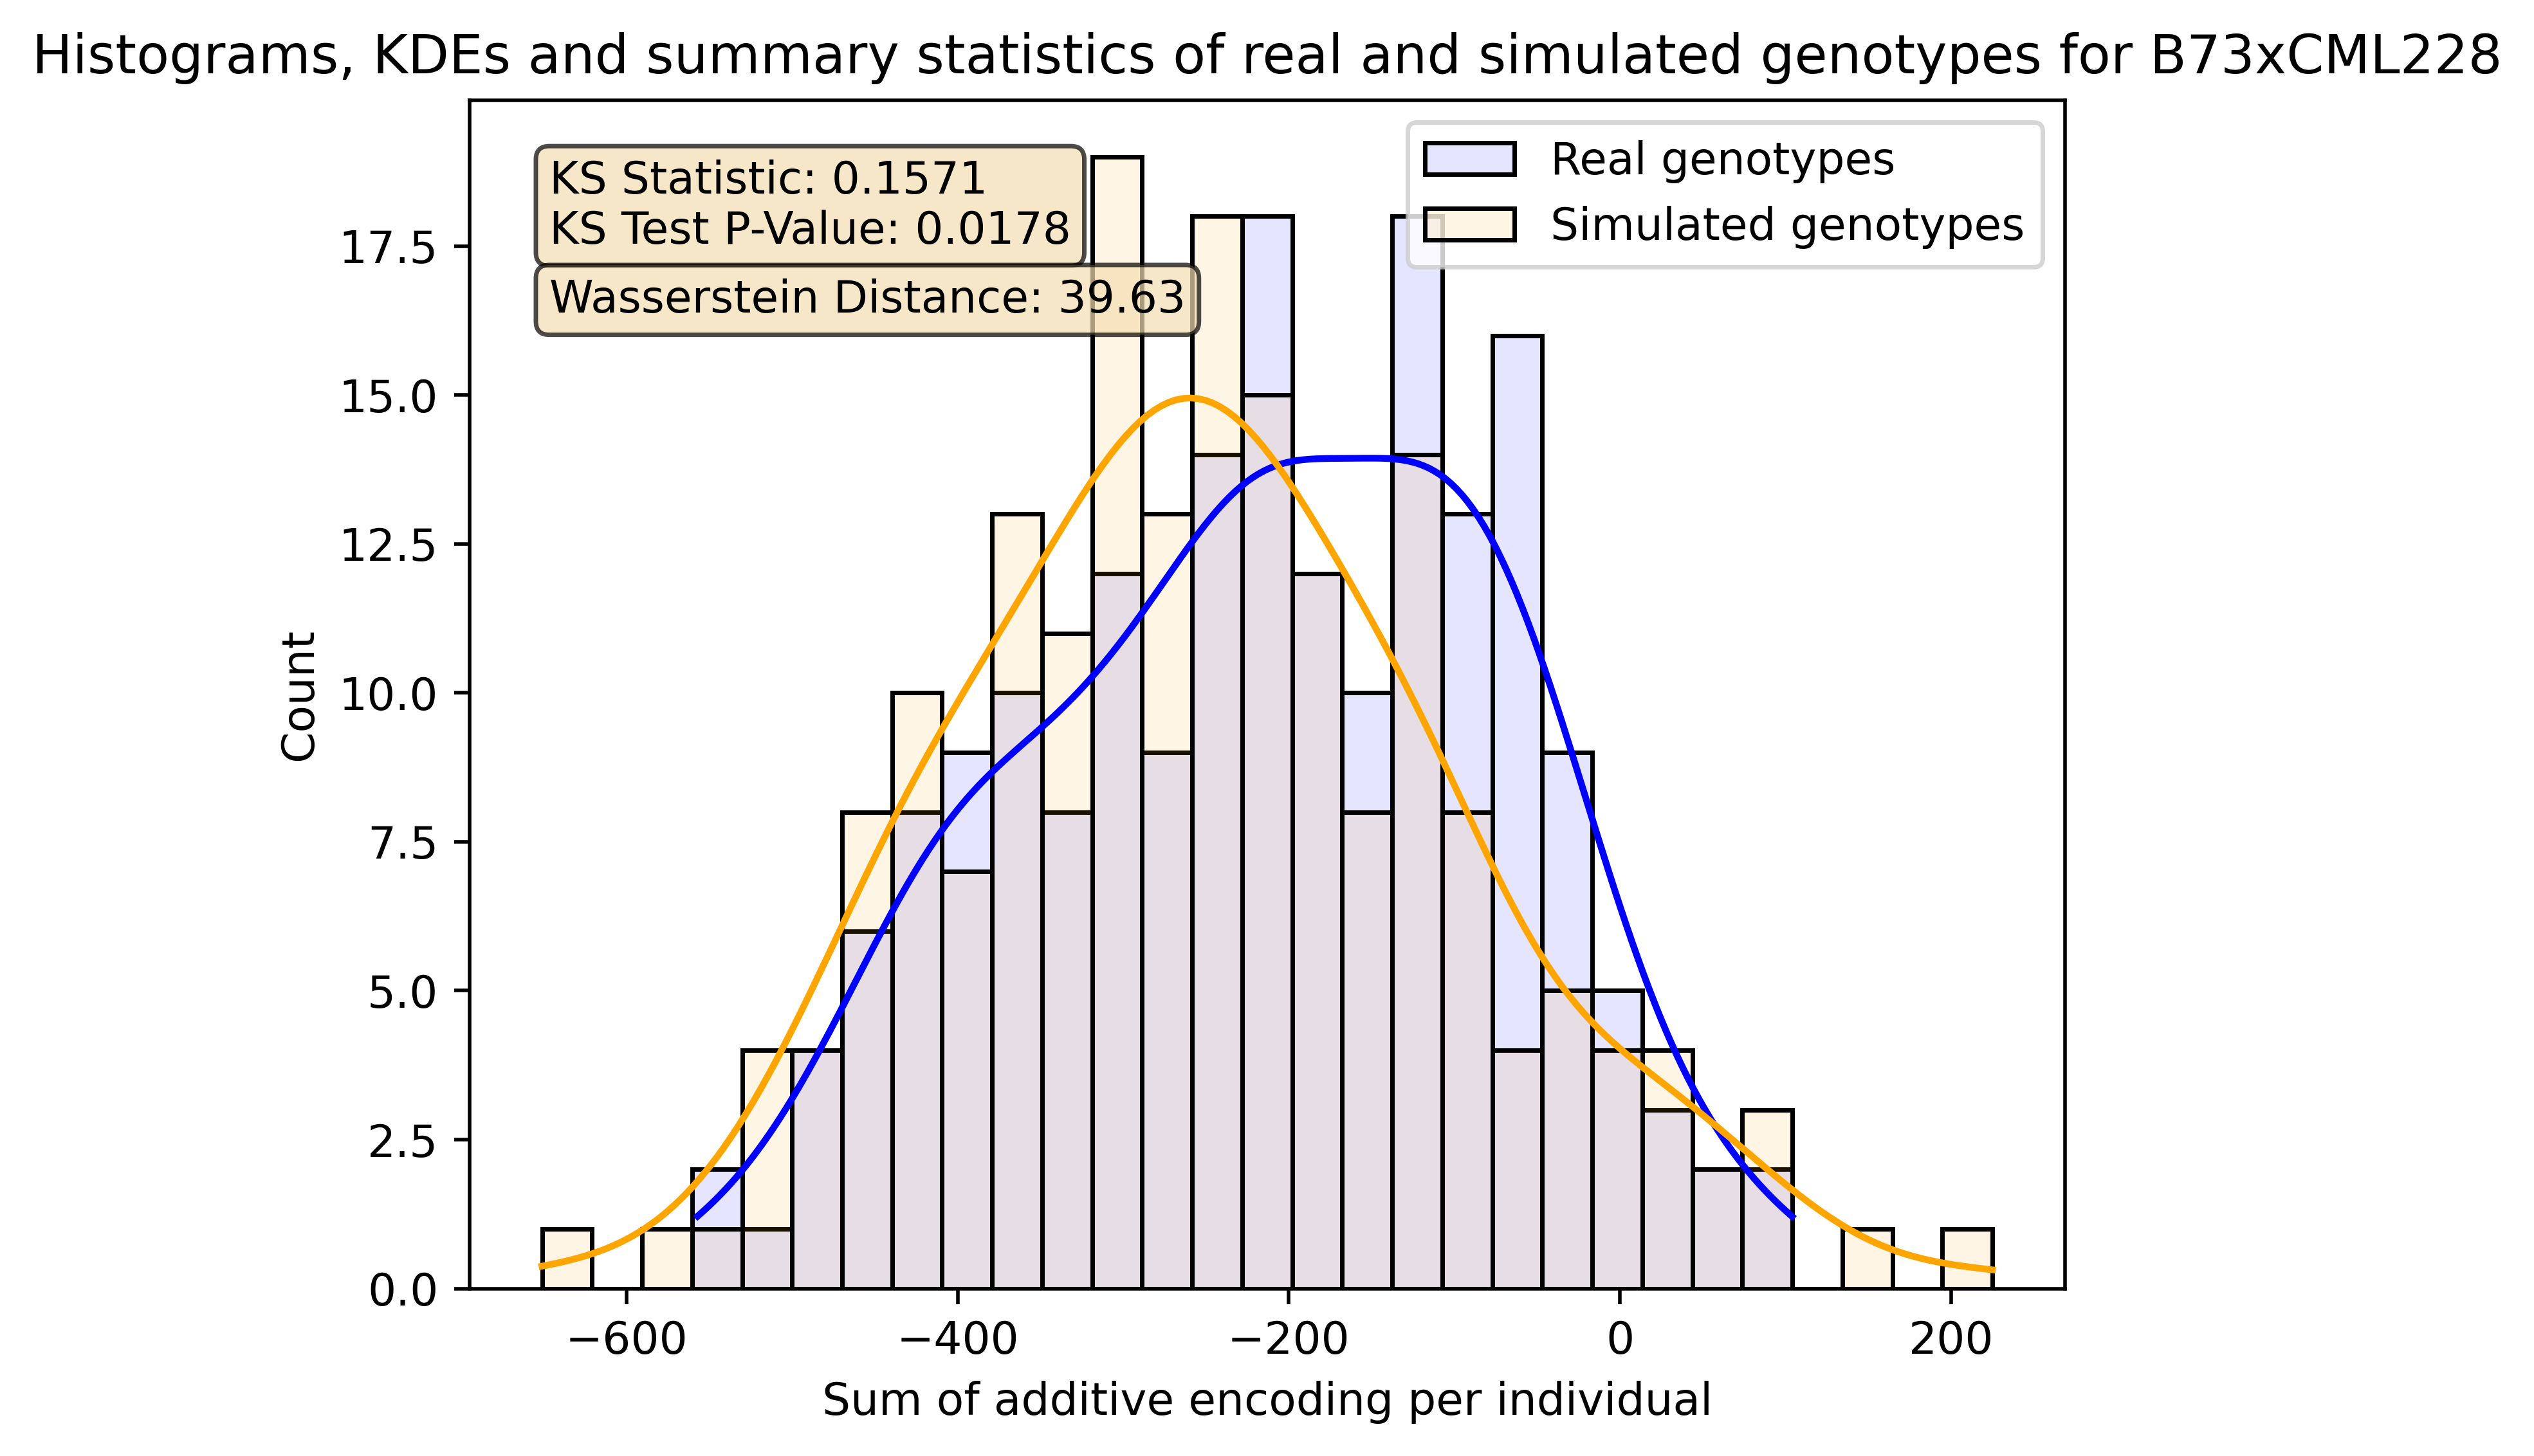 Histograms, KDEs and summary statistics of real and simulated genotypes for B73xCML228
KS Statistic: 0.1571
KS Test P-Value: 0.0178
Wasserstein Distance: 39.63
Real genotypes
Simulated genotypes
17.5
15.0
12.5
10.0
7.5
5.0
2.5
0.0
Count
−600 −400 −200 0 200
Sum of additive encoding per individual